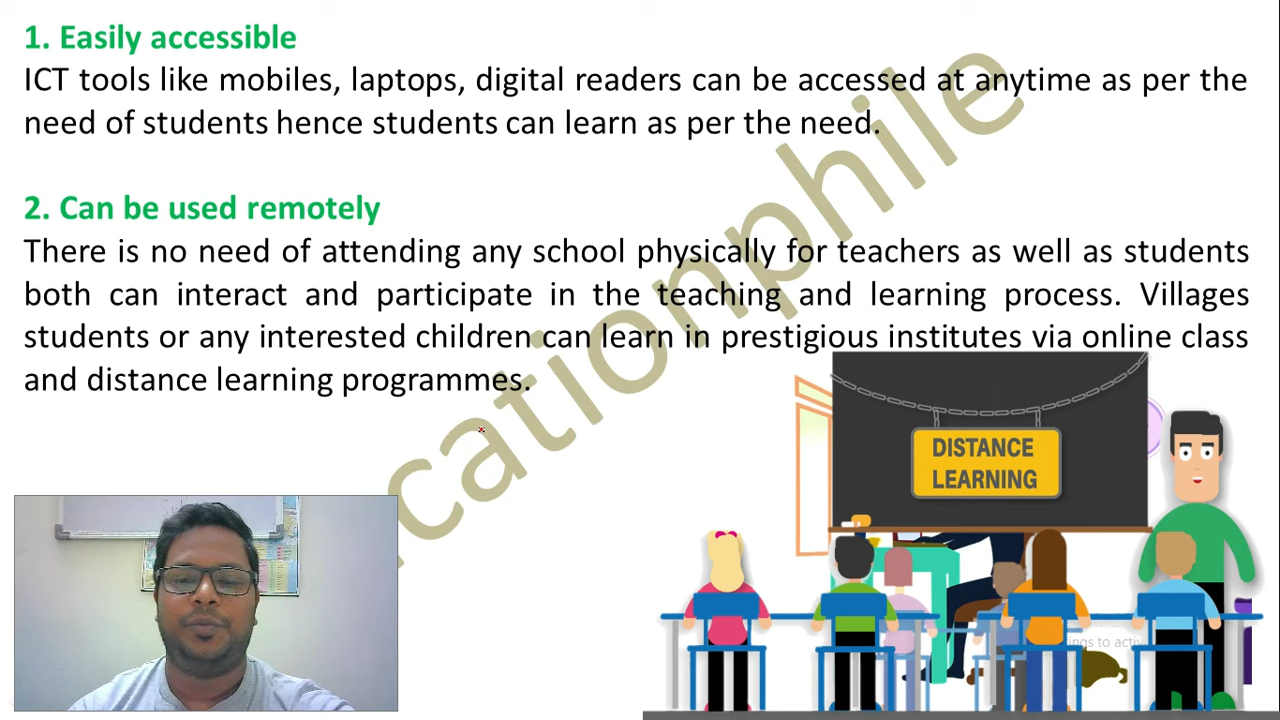 1. Easily accessible
ICT tools like mobiles, laptops, digital readers can be accessed at anytime as per the
need of students hence students can learn as per the need.
2. Can be used remotely
There is no need of attending any school physically for teachers as well as students
both can interact and participate in the teaching and learning process. Villages
students or any interested children can learn in prestigious institutes via online class
and distance learning programmes.
cationphile
DISTANCE
LEARNING
ings to activ